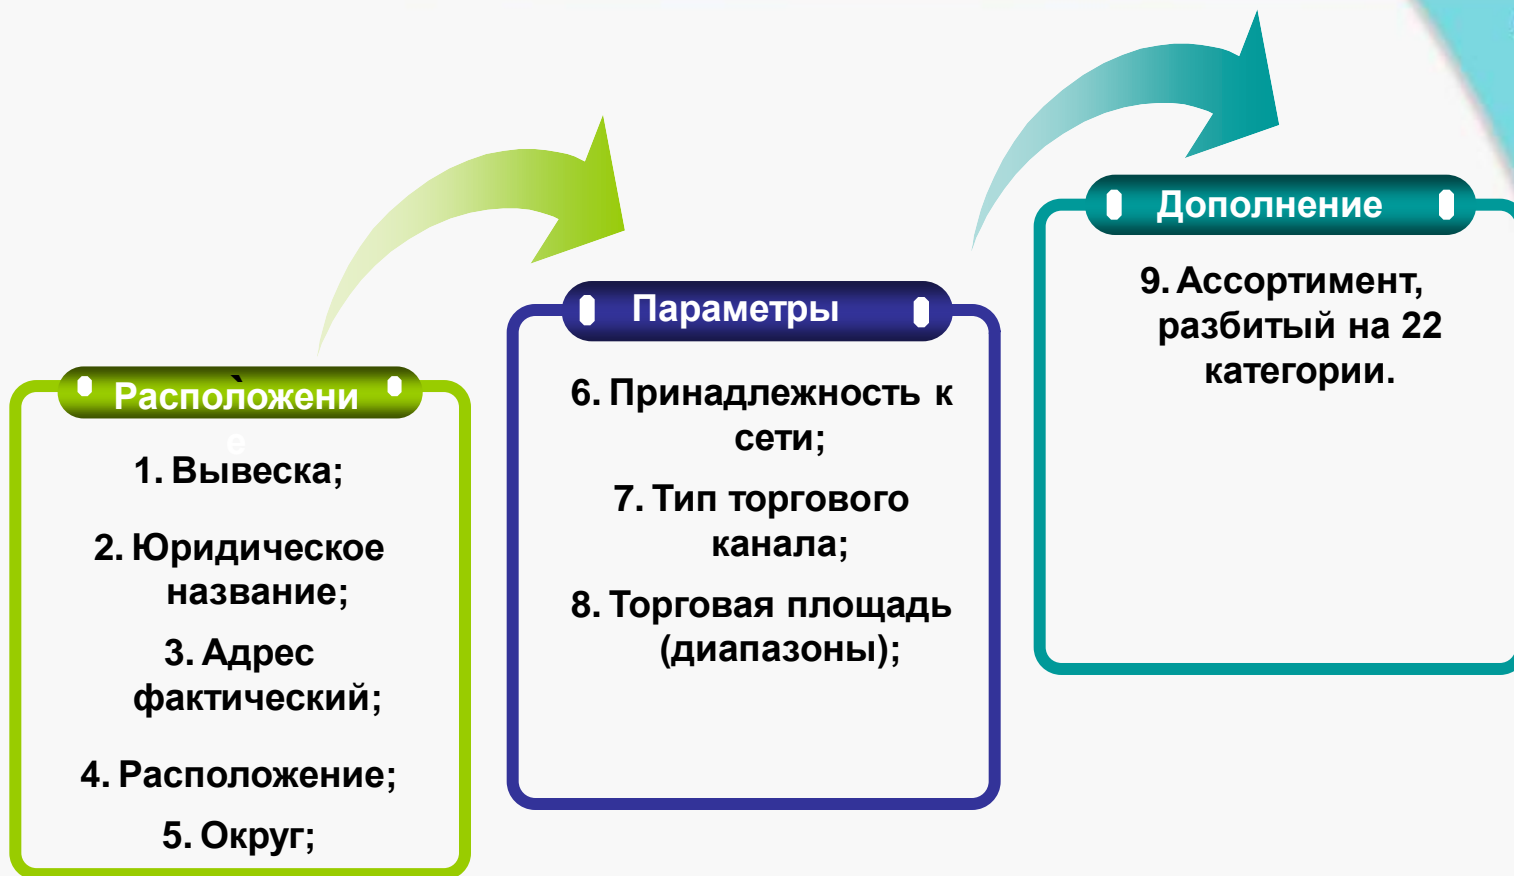 Расположени
е
1. Вывеска;
2. Юридическое
название;
3. Адрес
фактический;
4. Расположение;
5. Округ;
Параметры
6. Принадлежность к
сети;
7. Тип торгового
канала;
8. Торговая площадь
(диапазоны);
Дополнение
9. Ассортимент,
разбитый на 22
категории.